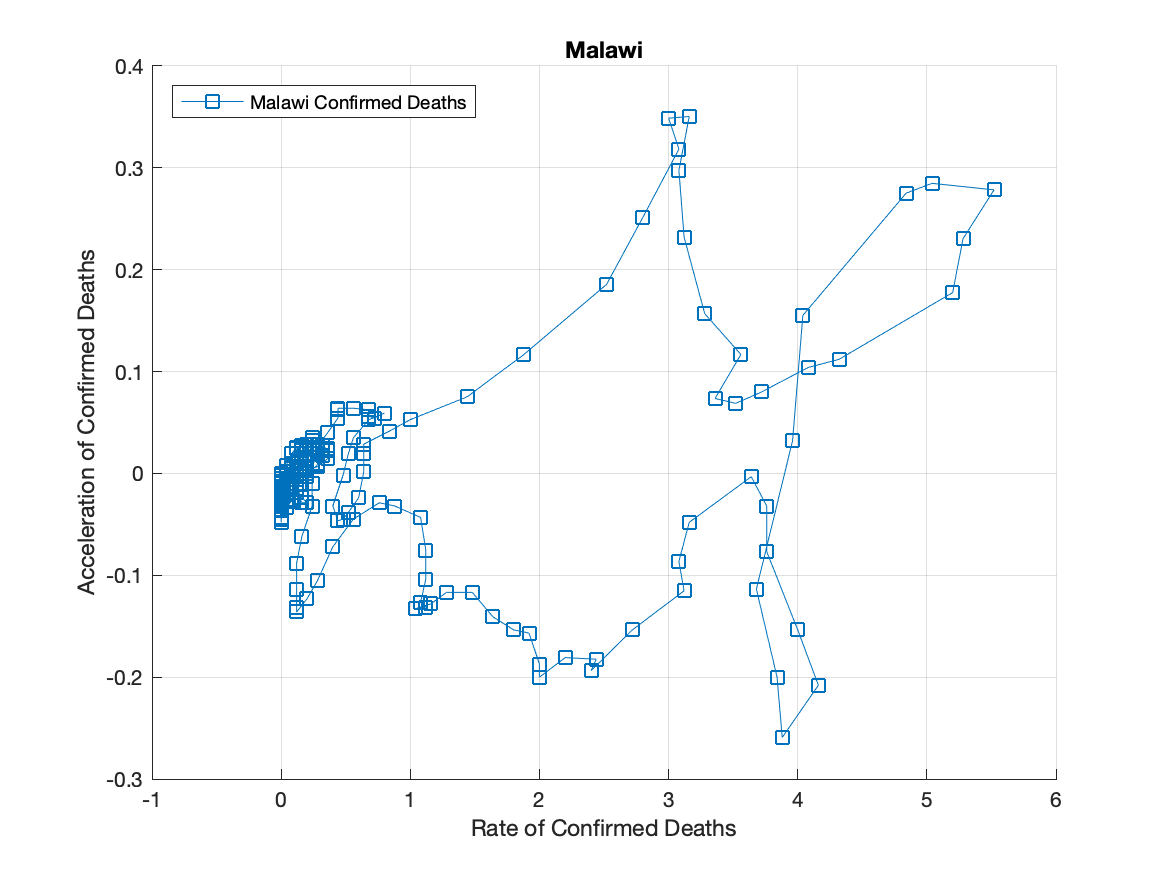 Malawi
Malawi Confirmed Deaths
Acceleration of Confirmed Deaths
0.4
0.3
0.2
0.1
0
-0.1
-0.2
-0.3
-1 0 1 2 3 4 5 6
Rate of Confirmed Deaths